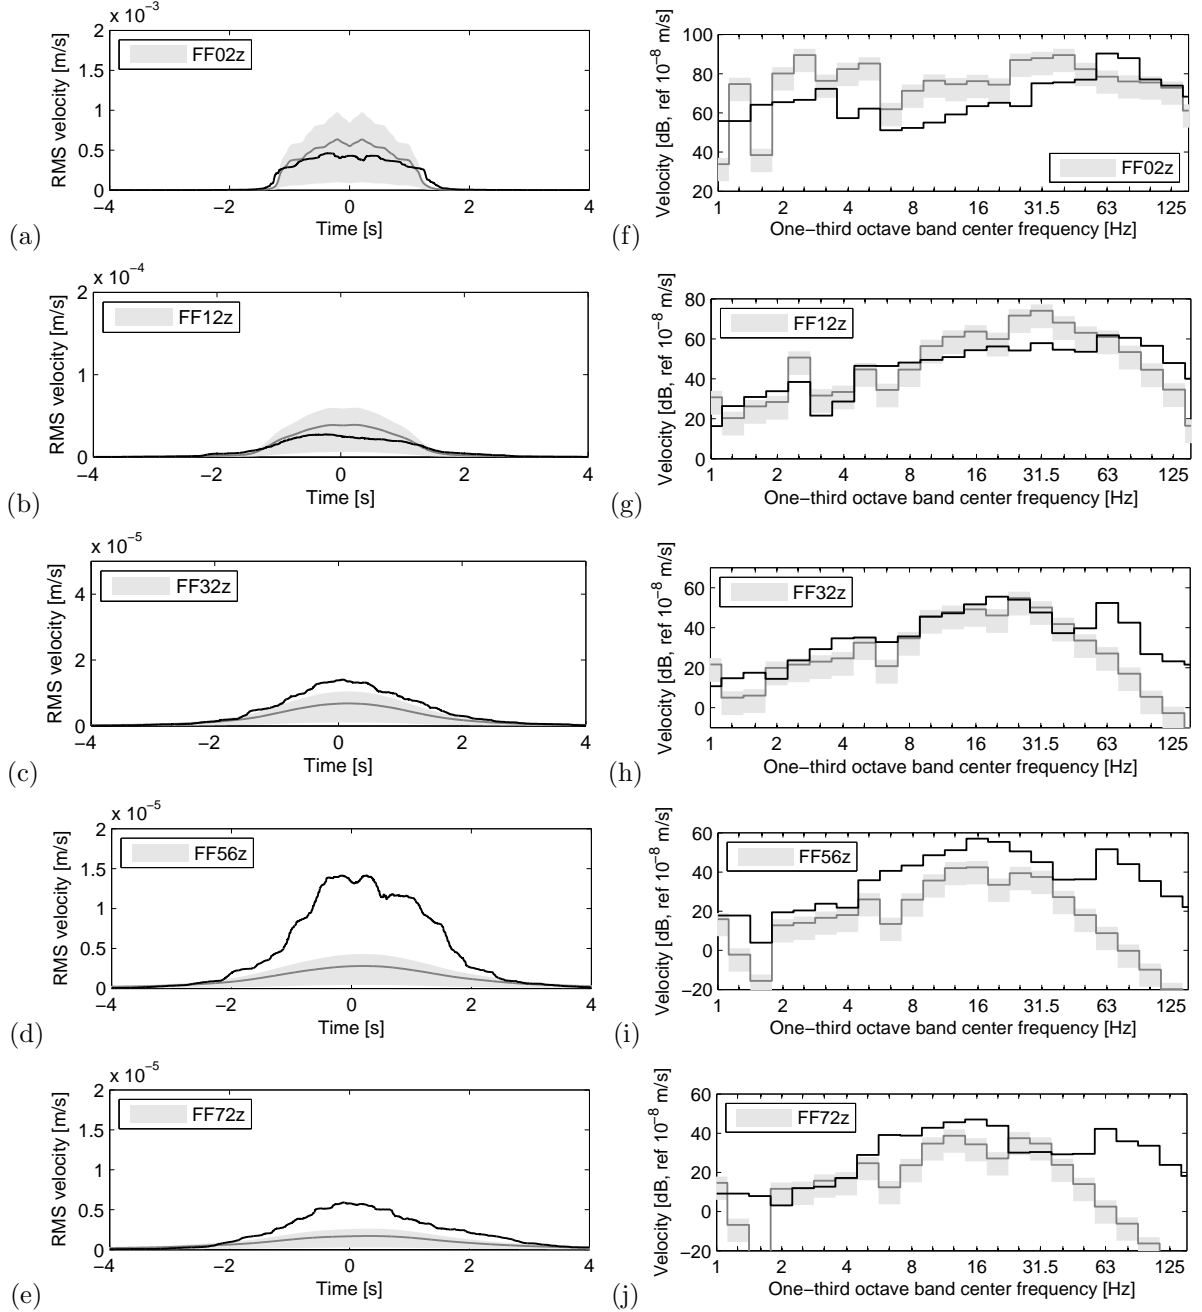 x 10−3
2
1.5
1
0.5
0
RMS velocity [m/s]
FF02z
−4 −2 0 2 4
Time [s]
(a)
100
80
60
40
20
Velocity [dB, ref 10−8 m/s]
FF02z
1 2 4 8 16 31.5 63 125
One−third octave band center frequency [Hz]
(f)
x 10−4
2
1
0
RMS velocity [m/s]
FF12z
−4 −2 0 2 4
Time [s]
(b)
80
60
40
20
0
Velocity [dB, ref 10−8 m/s]
FF12z
1 2 4 8 16 31.5 63 125
One−third octave band center frequency [Hz]
(g)
x 10−5
4
2
0
RMS velocity [m/s]
FF32z
−4 −2 0 2 4
Time [s]
(c)
60
40
20
0
Velocity [dB, ref 10−8 m/s]
FF32z
1 2 4 8 16 31.5 63 125
One−third octave band center frequency [Hz]
(h)
x 10−5
2
1.5
1
0.5
0
RMS velocity [m/s]
FF56z
−4 −2 0 2 4
Time [s]
(d)
60
40
20
0
−20
Velocity [dB, ref 10−8 m/s]
FF56z
1 2 4 8 16 31.5 63 125
One−third octave band center frequency [Hz]
(i)
x 10−5
2
1.5
1
0.5
0
RMS velocity [m/s]
FF72z
−4 −2 0 2 4
Time [s]
(e)
60
40
20
0
−20
Velocity [dB, ref 10−8 m/s]
FF72z
1 2 4 8 16 31.5 63 125
One−third octave band center frequency [Hz]
(j)